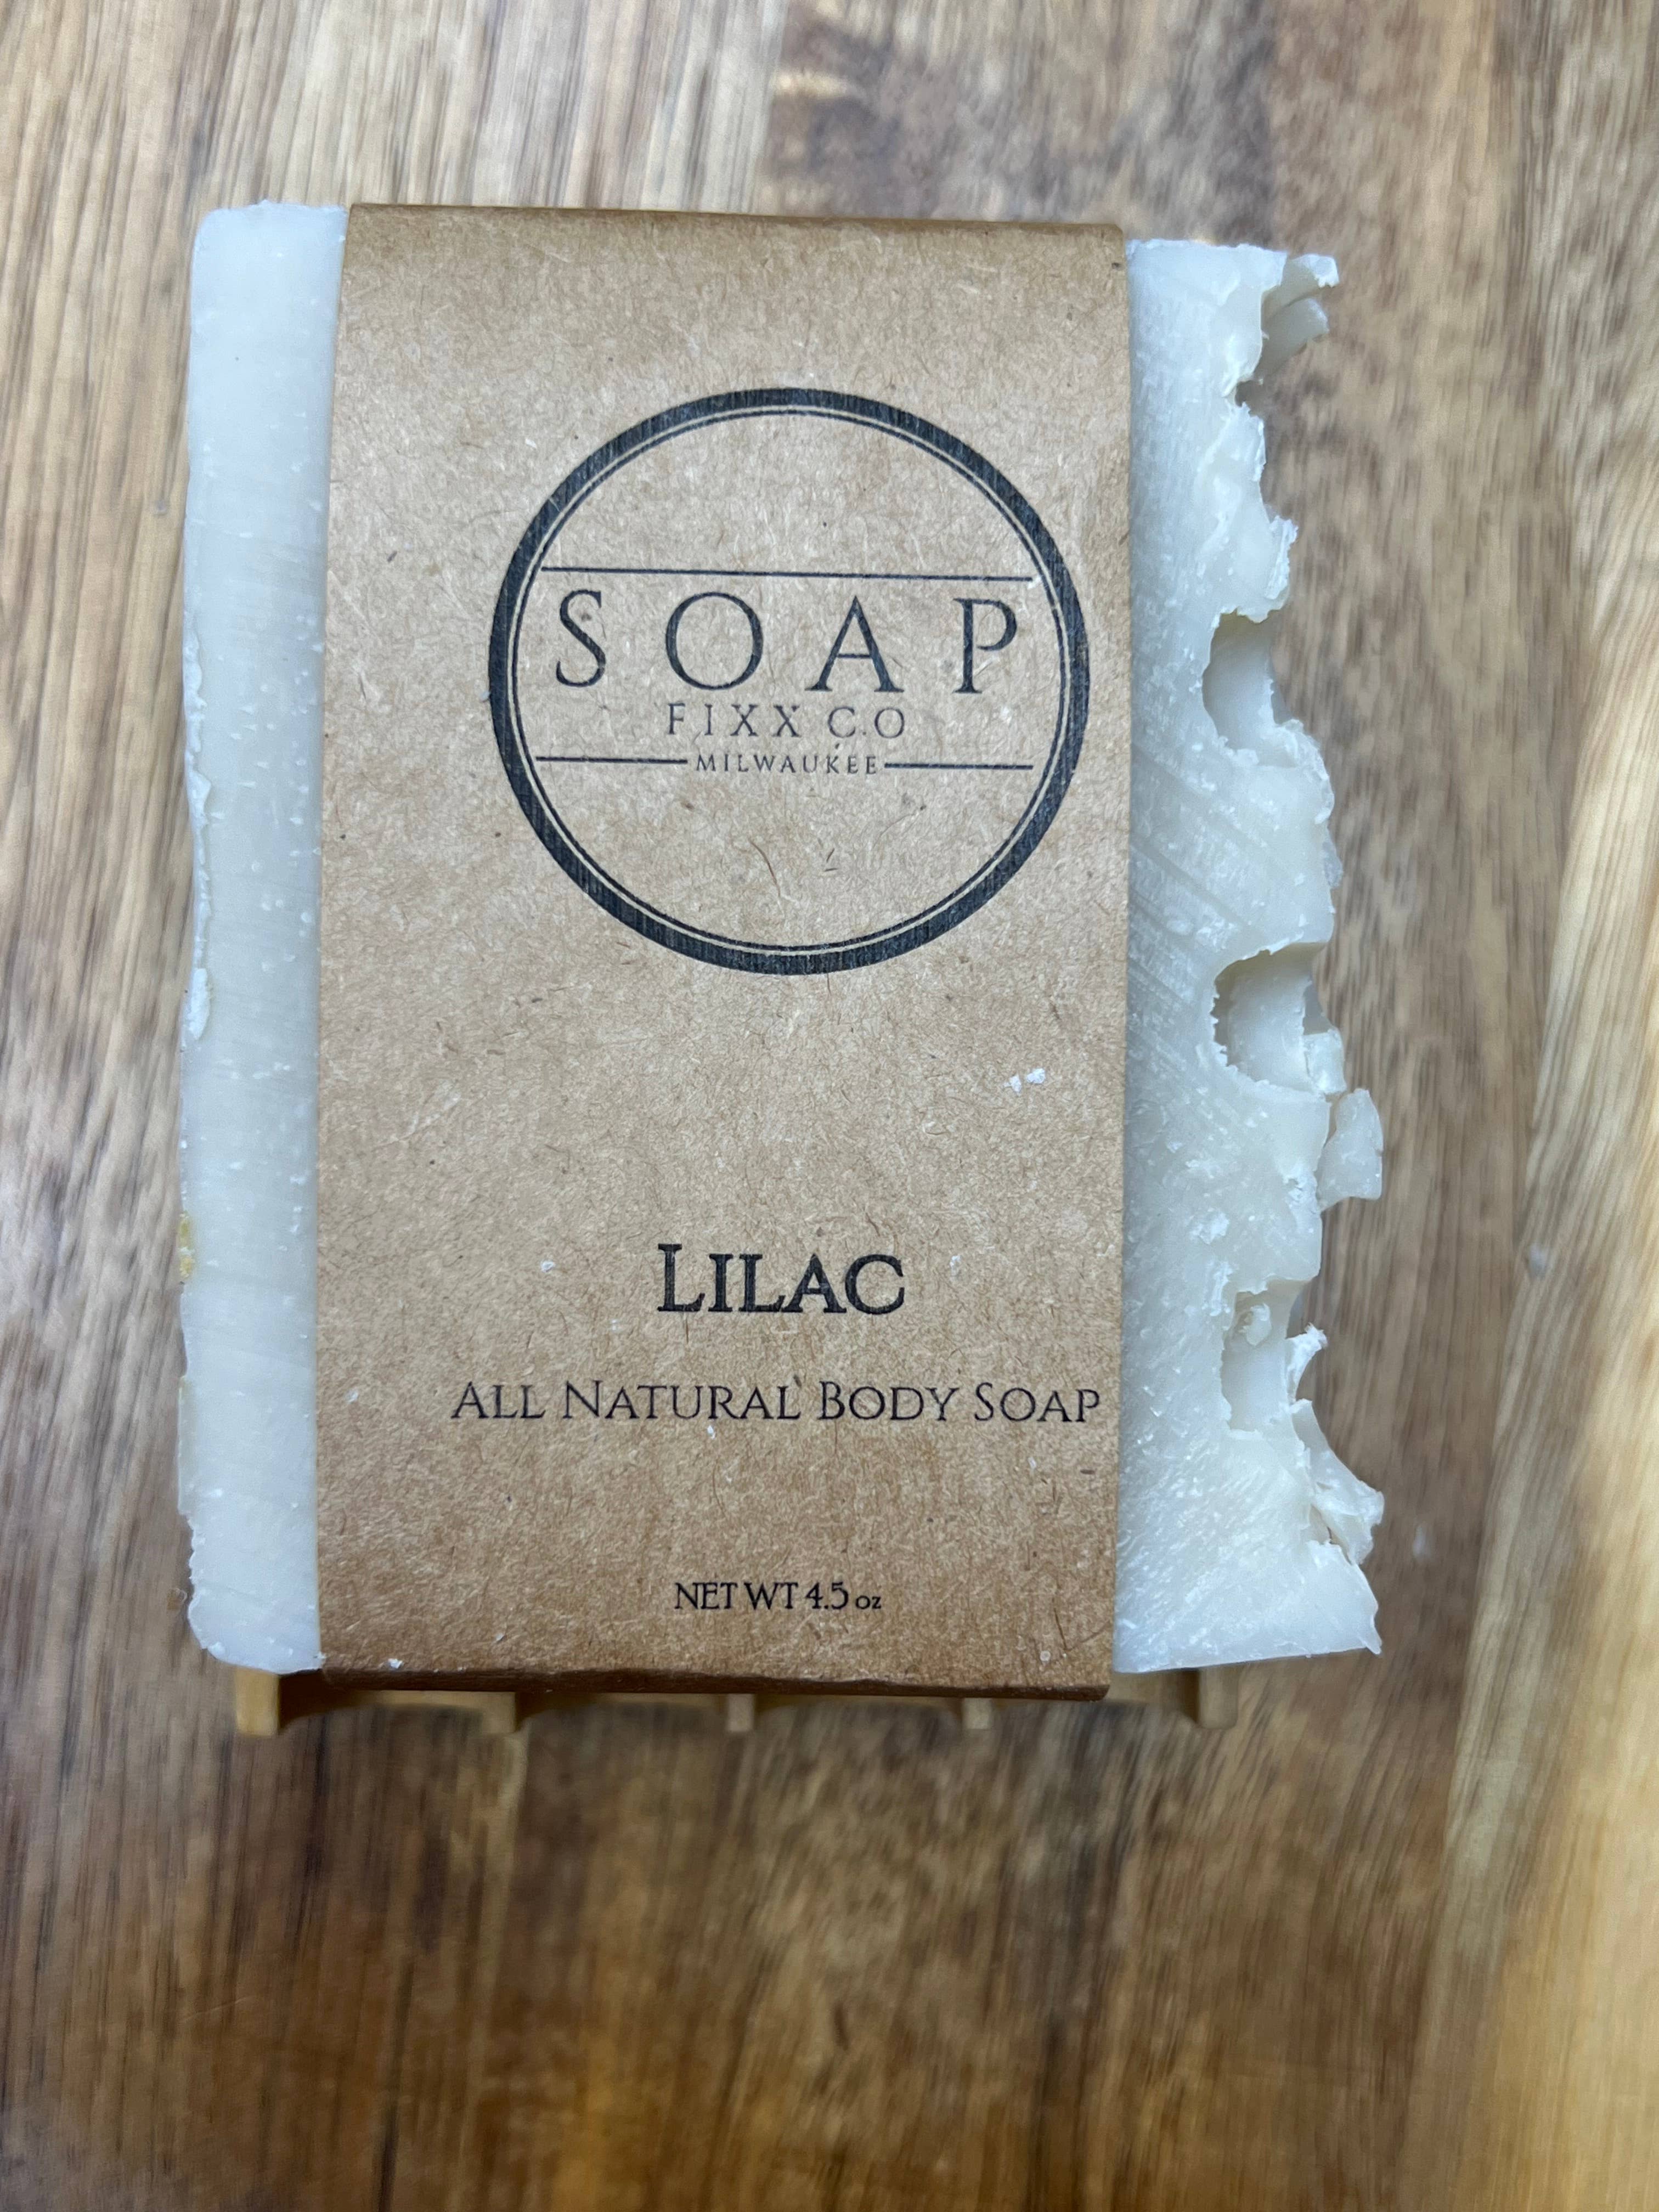 SOAP
FIXX CO
MILWAUKEE
LILAC
ALL NATURAL BODY SOAP
NET WT 4.5 oz